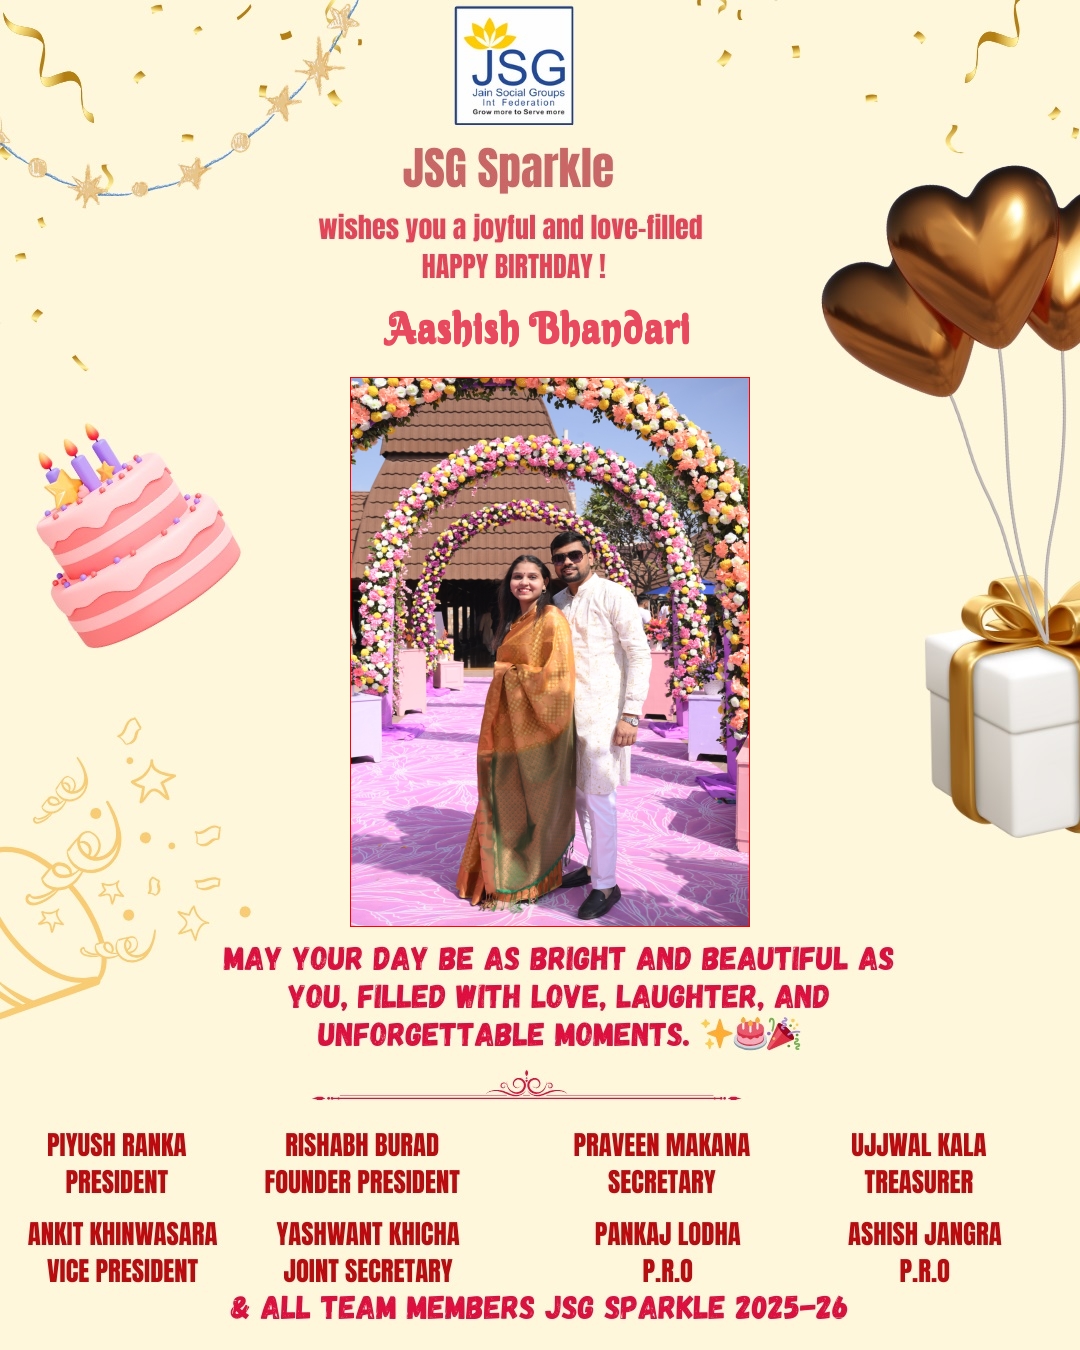 JSG
Jain Social Groups
Int Federation
Grow more to Serve more
JSG Sparkle
wishes you a joyful and love-filled
HAPPY BIRTHDAY !
Aashish Bhandari
MAY YOUR DAY BE AS BRIGHT AND BEAUTIFUL AS
YOU, FILLED WITH LOVE, LAUGHTER, AND
UNFORGETTABLE MOMENTS. ✨🎂🎉
PIYUSH RANKA
PRESIDENT
RISHABH BURAD
FOUNDER PRESIDENT
PRAVEEN MAKANA
SECRETARY
UJJWAL KALA
TREASURER
ANKIT KHINWASARA
VICE PRESIDENT
YASHWANT KHICHA
JOINT SECRETARY
PANKAJ LODHA
P.R.O
ASHISH JANGRA
P.R.O
& ALL TEAM MEMBERS JSG SPARKLE 2025-26